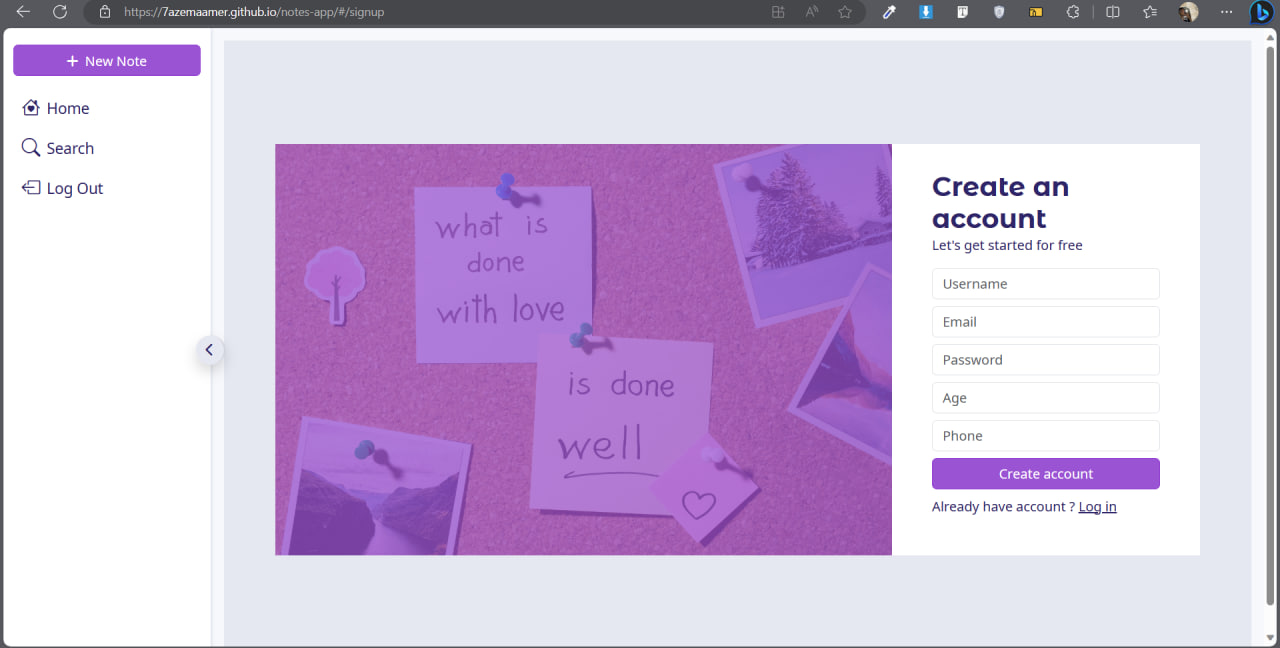 https://7azemaamer.github.io/notes-app/#/signup
New Note
Home
Search
Log Out
what is
done
with love
is done
well
Create an
account
Let's get started for free
Username
Email
Password
Age
Phone
Create account
Already have account ? Log in